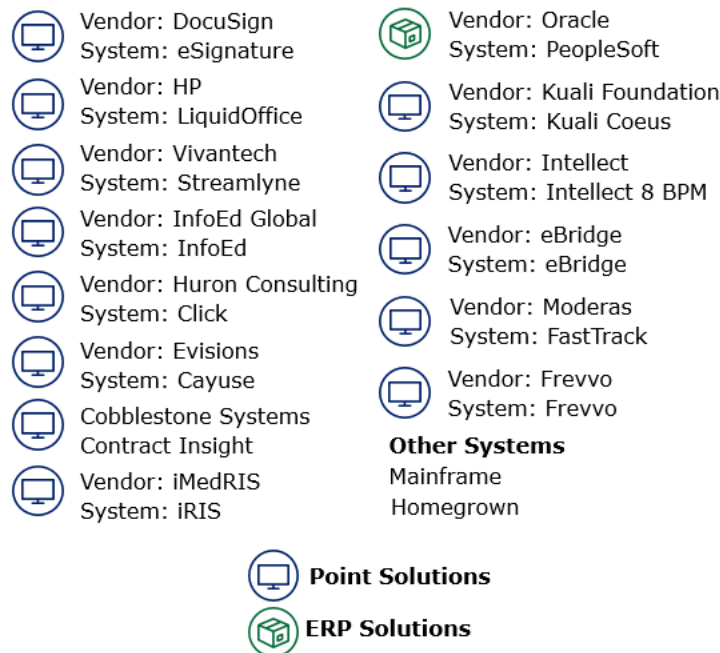 Vendor: DocuSign
System: eSignature
Vendor: HP
System: LiquidOffice
Vendor: Vivantech
System: Streamlyne
Vendor: InfoEd Global
System: InfoEd
Vendor: Huron Consulting
System: Click
Vendor: Evisions
System: Cayuse
Cobblestone Systems
Contract Insight
Vendor: iMedRIS
System: iRIS
Vendor: Oracle
System: PeopleSoft
Vendor: Kuali Foundation
System: Kuali Coeus
Vendor: Intellect
System: Intellect 8 BPM
Vendor: eBridge
System: eBridge
Vendor: Moderas
System: FastTrack
Vendor: Frevvo
System: Frevvo
Other Systems
Mainframe
Homegrown
Point Solutions
ERP Solutions